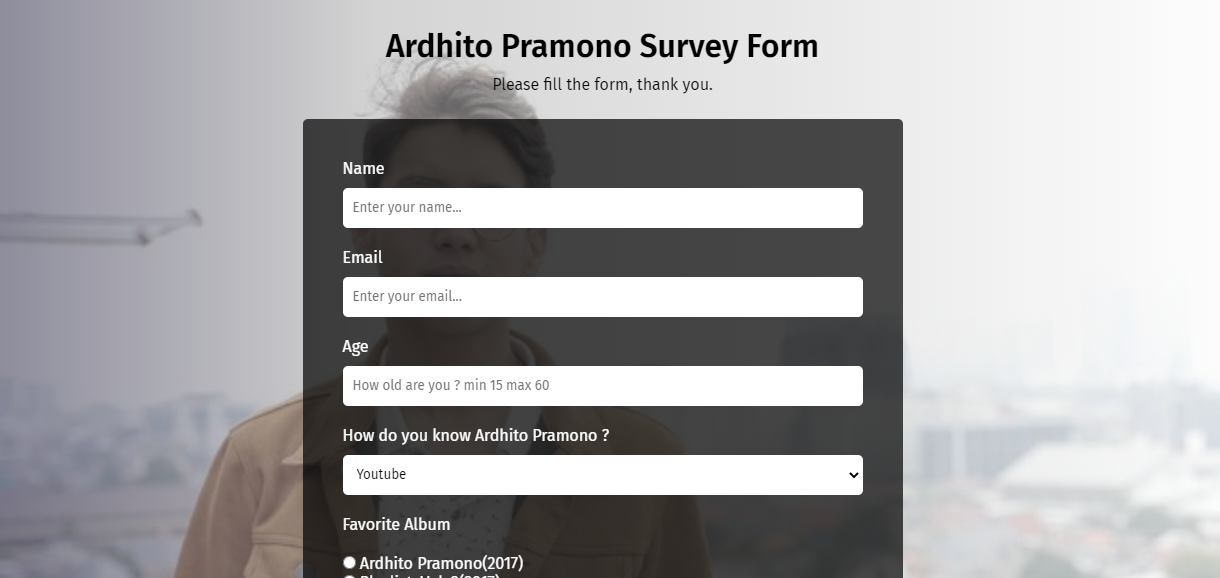 Ardhito Pramono Survey Form
Please fill the form, thank you.
Name
Enter your name...
Email
Enter your email...
Age
How old are you ? min 15 max 60
How do you know Ardhito Pramono ?
Youtube
Favorite Album
Ardhito Pramono(2017)